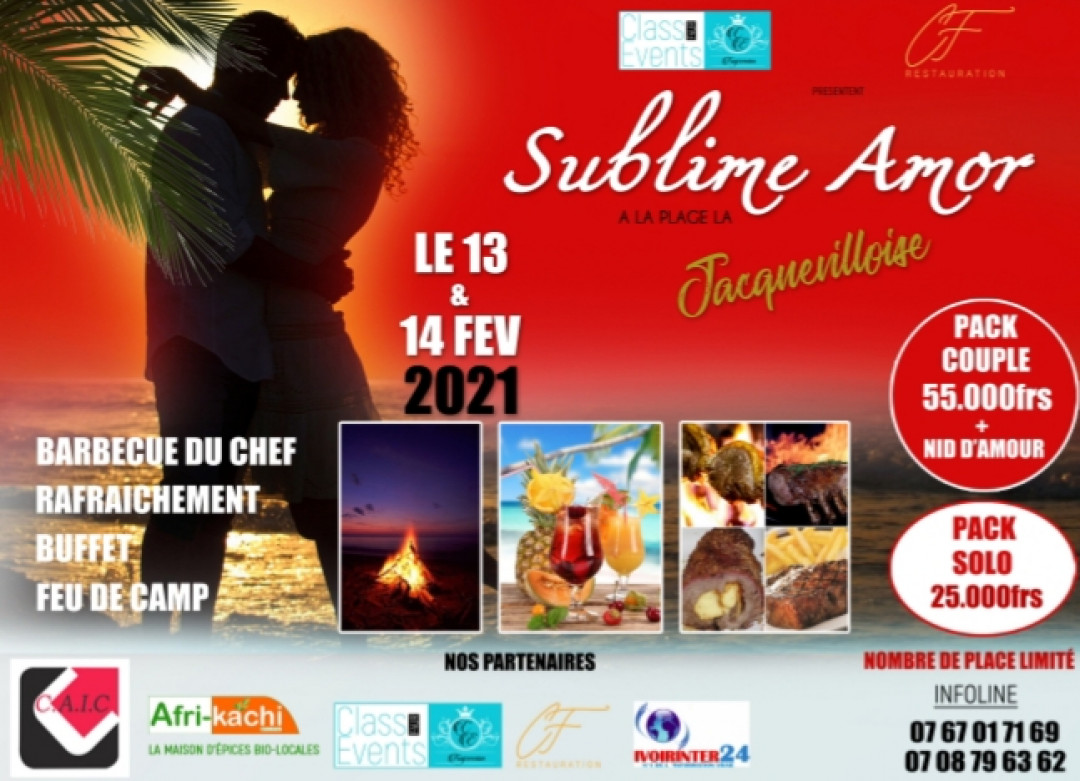 Class
Events
CF
RESTAURATION
PRESENTENT
Sublime Amor
A LA PLAGE LA
Jacquevilloise
LE 13
&
14 FEV
2021
PACK
COUPLE
55.000frs
+
NID D'AMOUR
BARBECUE DU CHEF
RAFRAICHEMENT
BUFFET
FEU DE CAMP
PACK
SOLO
25.000frs
NOS PARTENAIRES
NOMBRE DE PLACE LIMITÉ
INFOLINE
07 67 01 71 69
07 08 79 63 62
C.A.I.C
Afri-kachi
LA MAISON D'ÉPICES BIO-LOCALES
Class
Events
CF
RESTAURATION
IVOIRINTER24